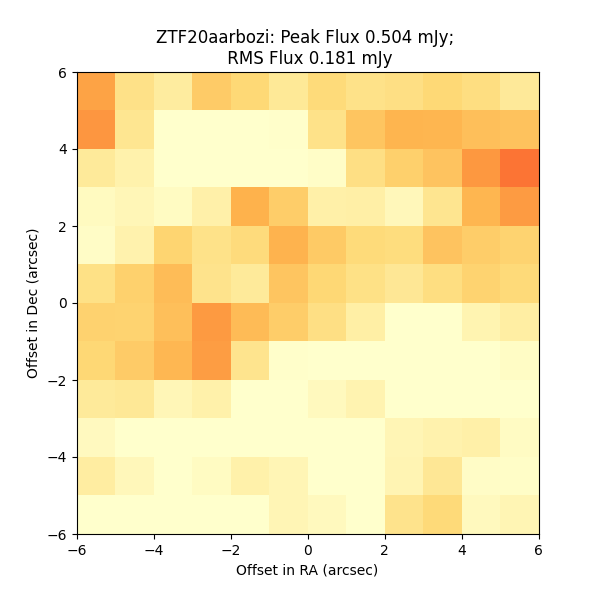 ZTF20aarbozi: Peak Flux 0.504 mJy;
RMS Flux 0.181 mJy
6
4
2
0
−2
−4
−6
Offset in Dec (arcsec)
−6 −4 −2 0 2 4 6
Offset in RA (arcsec)